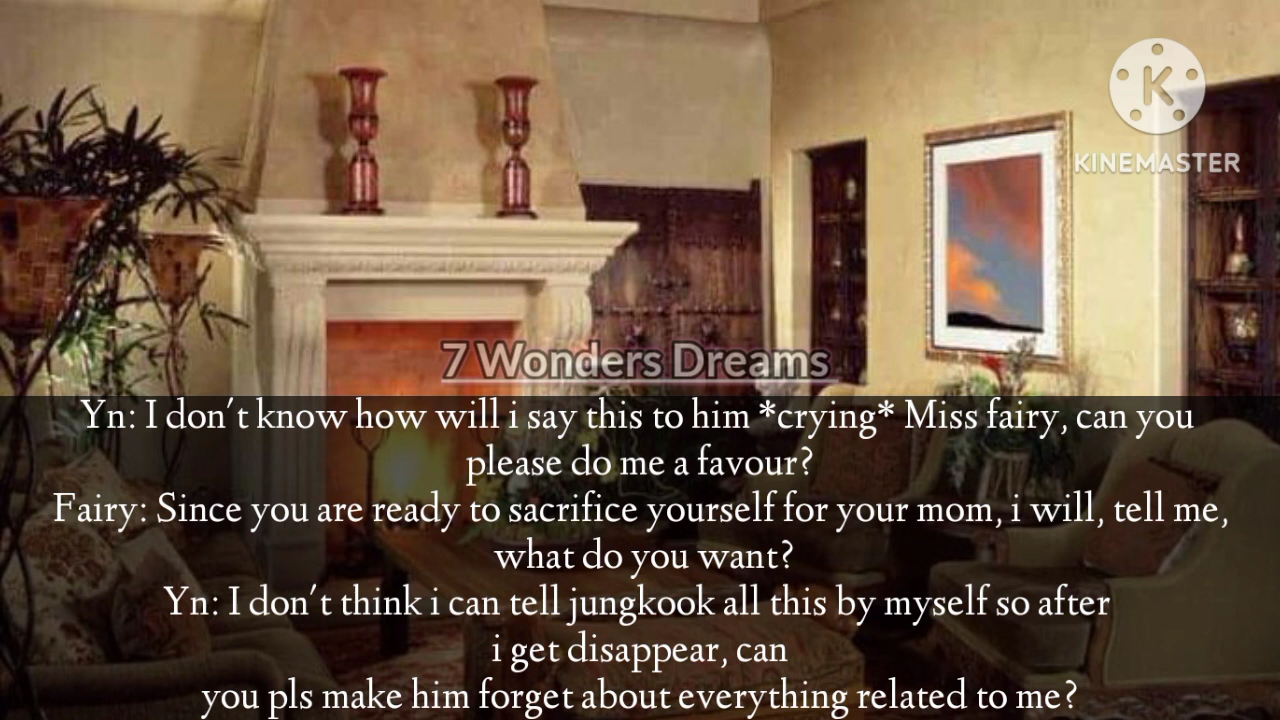 KINEMASTER
7 Wonders Dreams
Yn: I don't know how will i say this to him *crying* Miss fairy, can you
please do me a favour?
Fairy: Since you are ready to sacrifice yourself for your mom, i will, tell me,
what do you want?
Yn: I don't think i can tell jungkook all this by myself so after
i get disappear, can
you pls make him forget about everything related to me?